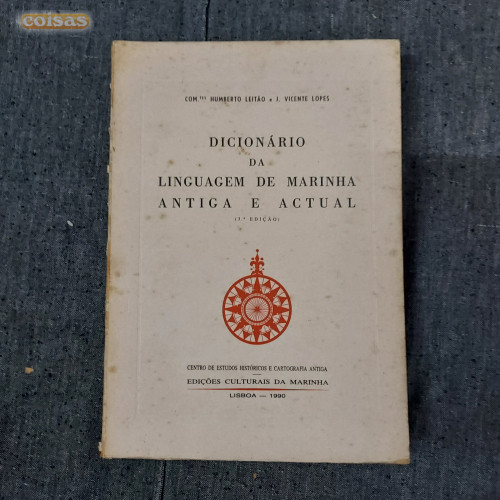 coisas
COM.TES HUMBERTO LEITÃO e J. VICENTE LOPES
DICIONÁRIO
DA
LINGUAGEM DE MARINHA
ANTIGA E ACTUAL
(3.ª EDIÇÃO)
CENTRO DE ESTUDOS HISTÓRICOS E CARTOGRAFIA ANTIGA
EDIÇÕES CULTURAIS DA MARINHA
LISBOA — 1990